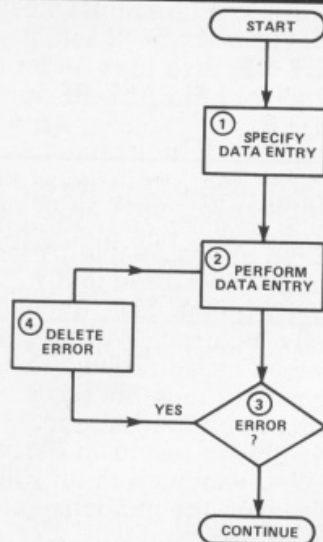 START
1
SPECIFY
DATA ENTRY
2
PERFORM
DATA ENTRY
4
DELETE
ERROR
YES
3
ERROR
?
CONTINUE